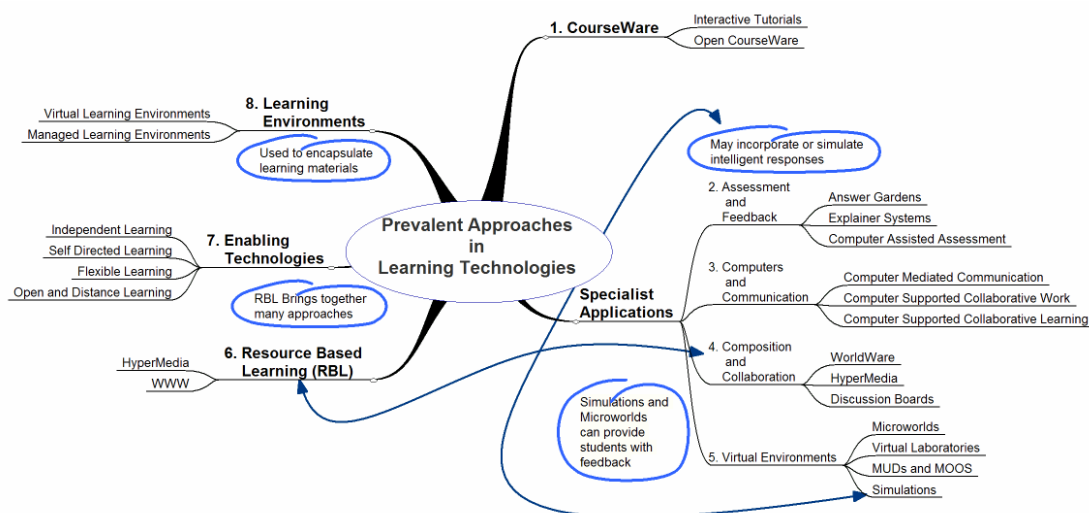 Prevalent Approaches
in
Learning Technologies
1. CourseWare
Interactive Tutorials
Open CourseWare
May incorporate or simulate
intelligent responses
Specialist
Applications
2. Assessment
and
Feedback
Answer Gardens
Explainer Systems
Computer Assisted Assessment
3. Computers
and
Communication
Computer Mediated Communication
Computer Supported Collaborative Work
Computer Supported Collaborative Learning
4. Composition
and
Collaboration
WorldWare
HyperMedia
Discussion Boards
5. Virtual Environments
Microworlds
Virtual Laboratories
MUDs and MOOS
Simulations
Simulations and
Microworlds
can provide
students with
feedback
6. Resource Based
Learning (RBL)
HyperMedia
WWW
RBL Brings together
many approaches
7. Enabling
Technologies
Independent Learning
Self Directed Learning
Flexible Learning
Open and Distance Learning
8. Learning
Environments
Virtual Learning Environments
Managed Learning Environments
Used to encapsulate
learning materials